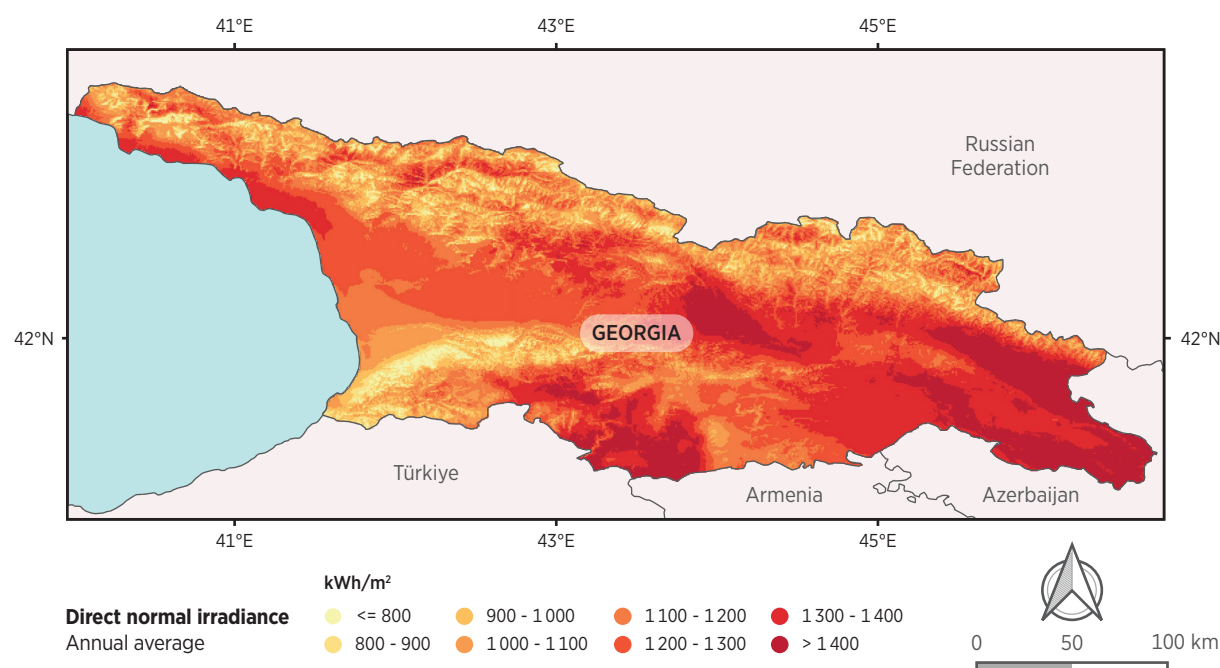 41°E 43°E 45°E
Russian
Federation
42°N 42°N
GEORGIA
Türkiye
Armenia
Azerbaijan
41°E 43°E 45°E
kWh/m²
Direct normal irradiance
Annual average
<= 800
800 - 900
900 - 1 000
1 000 - 1 100
1 100 - 1 200
1 200 - 1 300
1 300 - 1 400
> 1 400
0 50 100 km